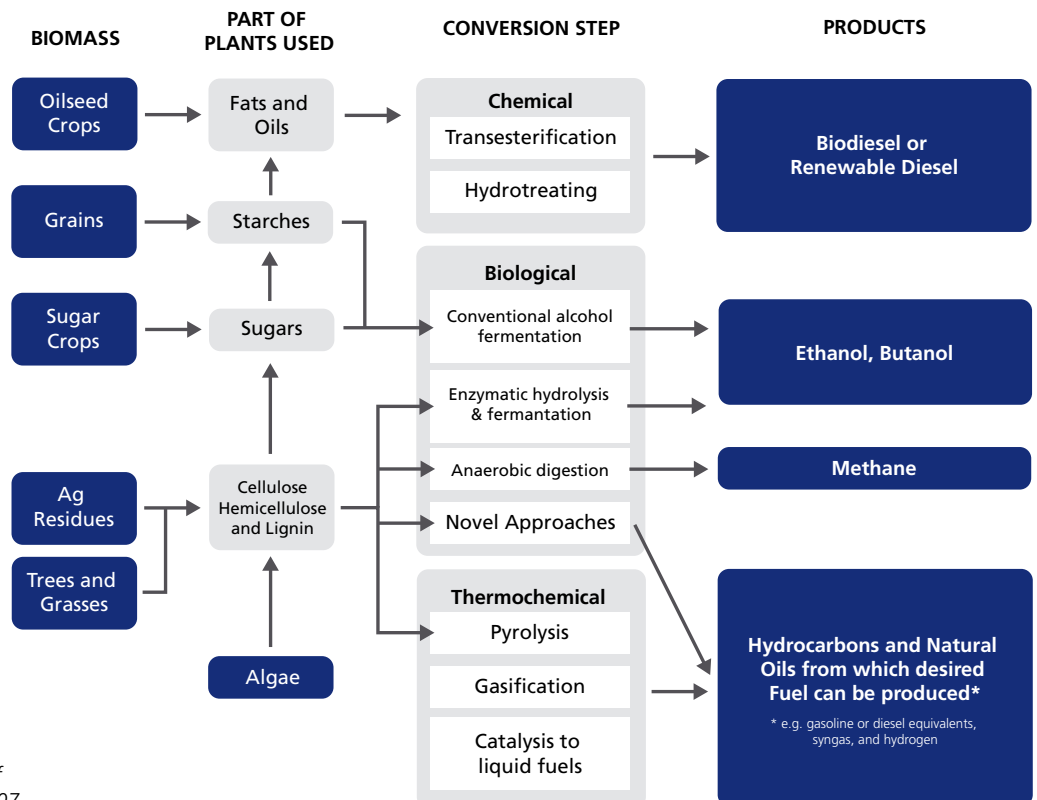 BIOMASS
PART OF
PLANTS USED
CONVERSION STEP
PRODUCTS
Oilseed
Crops
Fats and
Oils
Chemical
Transesterification
Hydrotreating
Biodiesel or
Renewable Diesel
Grains
Starches
Sugar
Crops
Sugars
Biological
Conventional alcohol
fermentation
Enzymatic hydrolysis
& fermantation
Anaerobic digestion
Novel Approaches
Ethanol, Butanol
Methane
Ag
Residues
Trees and
Grasses
Cellulose
Hemicellulose
and Lignin
Algae
Thermochemical
Pyrolysis
Gasification
Catalysis to
liquid fuels
Hydrocarbons and Natural
Oils from which desired
Fuel can be produced*
* e.g. gasoline or diesel equivalents,
syngas, and hydrogen